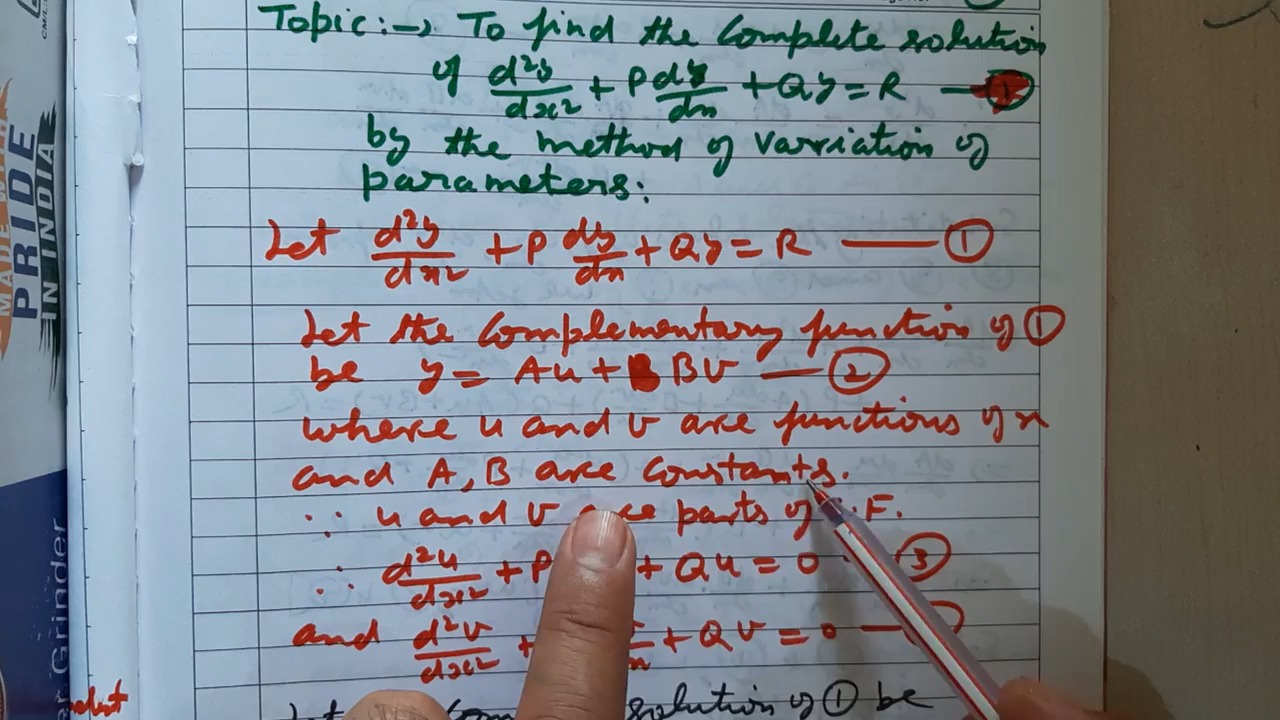 Topic:→ To find the Complete solution
of d²y/dx² + P dy/dx + Qy = R —①
by the method of variation of
parameters:
Let d²y/dx² + P dy/dx + Qy = R —①
Let the Complementary function of ①
be y = Au + BV —②
where u and v are functions of x
and A, B are Constants.
∵ u and v are parts of .F.
∴ d²u/dx² + P + Qu = 0 ③
and d²v/dx² + + QV = 0 —
solution of ① be
MADE WITH
PRIDE
IN INDIA
Grinder